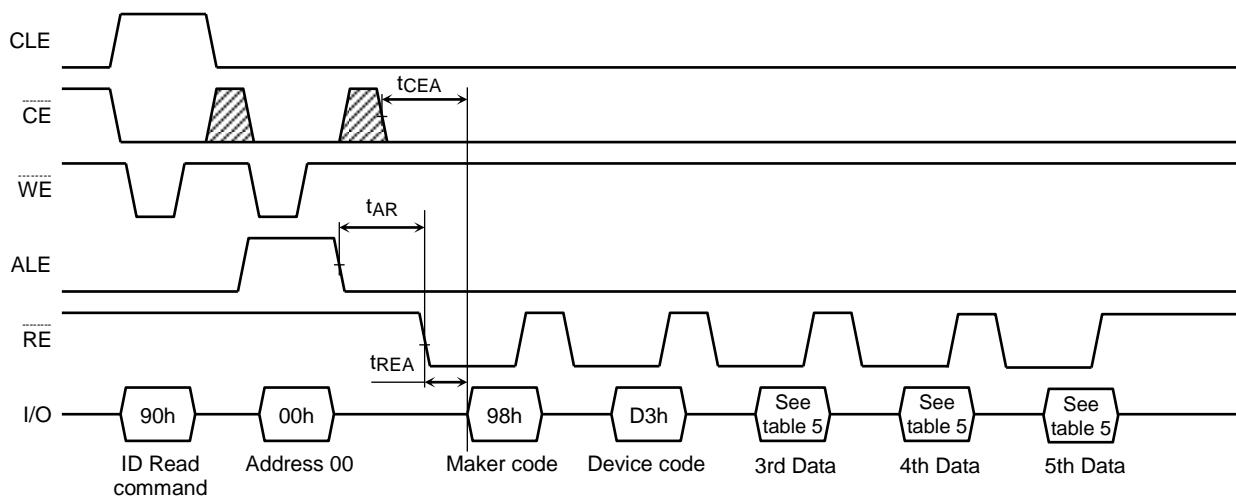 CLE
tCEA
CE
WE
tAR
ALE
RE
tREA
I/O
90h
00h
98h
D3h
See
table 5
See
table 5
See
table 5
ID Read
command
Address 00
Maker code
Device code
3rd Data
4th Data
5th Data